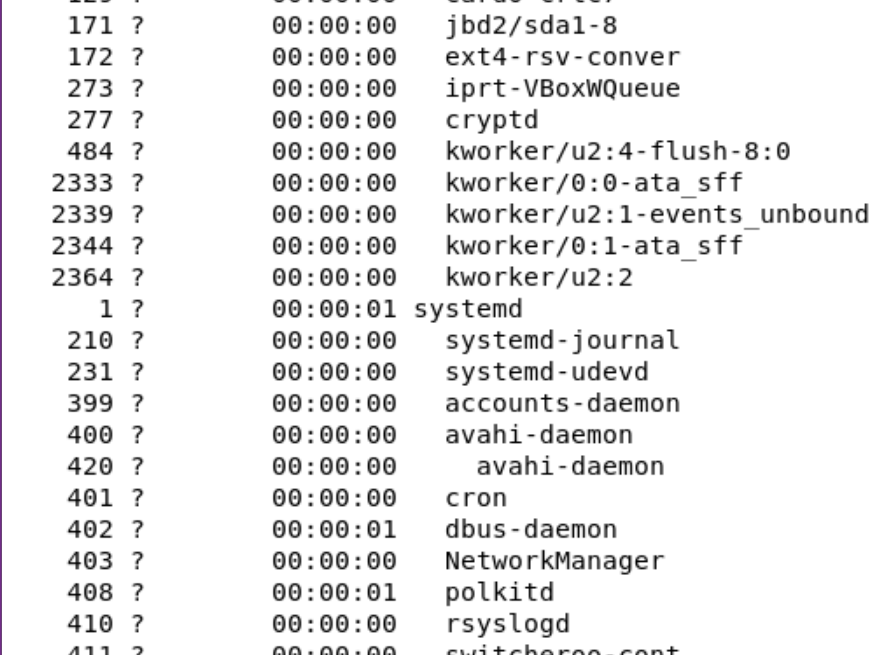 171 ?        00:00:00   jbd2/sda1-8
172 ?        00:00:00   ext4-rsv-conver
273 ?        00:00:00   iprt-VBoxWQueue
277 ?        00:00:00   cryptd
484 ?        00:00:00   kworker/u2:4-flush-8:0
2333 ?        00:00:00   kworker/0:0-ata_sff
2339 ?        00:00:00   kworker/u2:1-events_unbound
2344 ?        00:00:00   kworker/0:1-ata_sff
2364 ?        00:00:00   kworker/u2:2
1 ?        00:00:01 systemd
210 ?        00:00:00   systemd-journal
231 ?        00:00:00   systemd-udevd
399 ?        00:00:00   accounts-daemon
400 ?        00:00:00   avahi-daemon
420 ?        00:00:00     avahi-daemon
401 ?        00:00:00   cron
402 ?        00:00:01   dbus-daemon
403 ?        00:00:00   NetworkManager
408 ?        00:00:01   polkitd
410 ?        00:00:00   rsyslogd
411 ?        00:00:00   switcheroo-cont